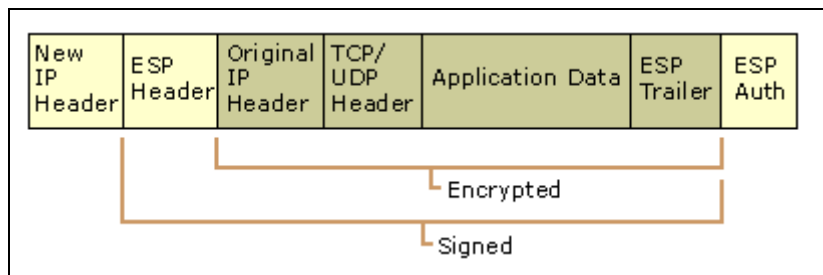 New
IP
Header
ESP
Header
Original
IP
Header
TCP/
UDP
Header
Application Data
ESP
Trailer
ESP
Auth
Encrypted
Signed